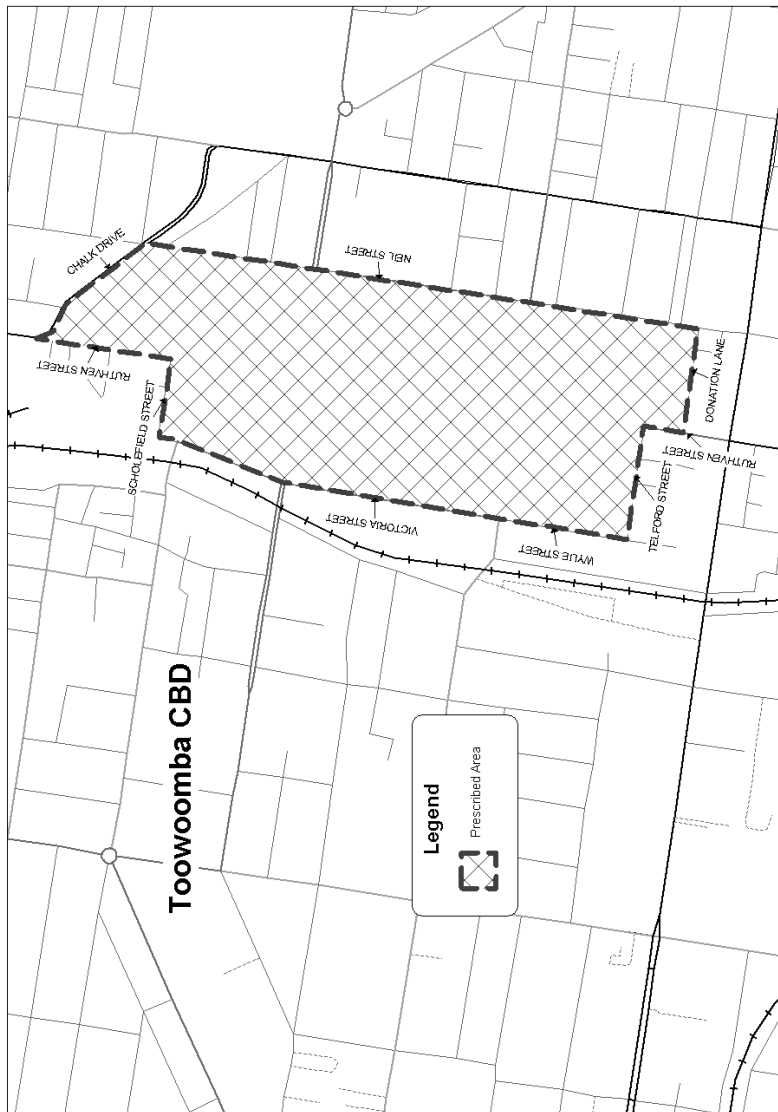 Toowoomba CBD
CHALK DRIVE
RUTHVEN STREET
SCHOLEFIELD STREET
NEIL STREET
VICTORIA STREET
WYLIE STREET
TELFORD STREET
RUTHVEN STREET
DONATION LANE
Legend
Prescribed Area